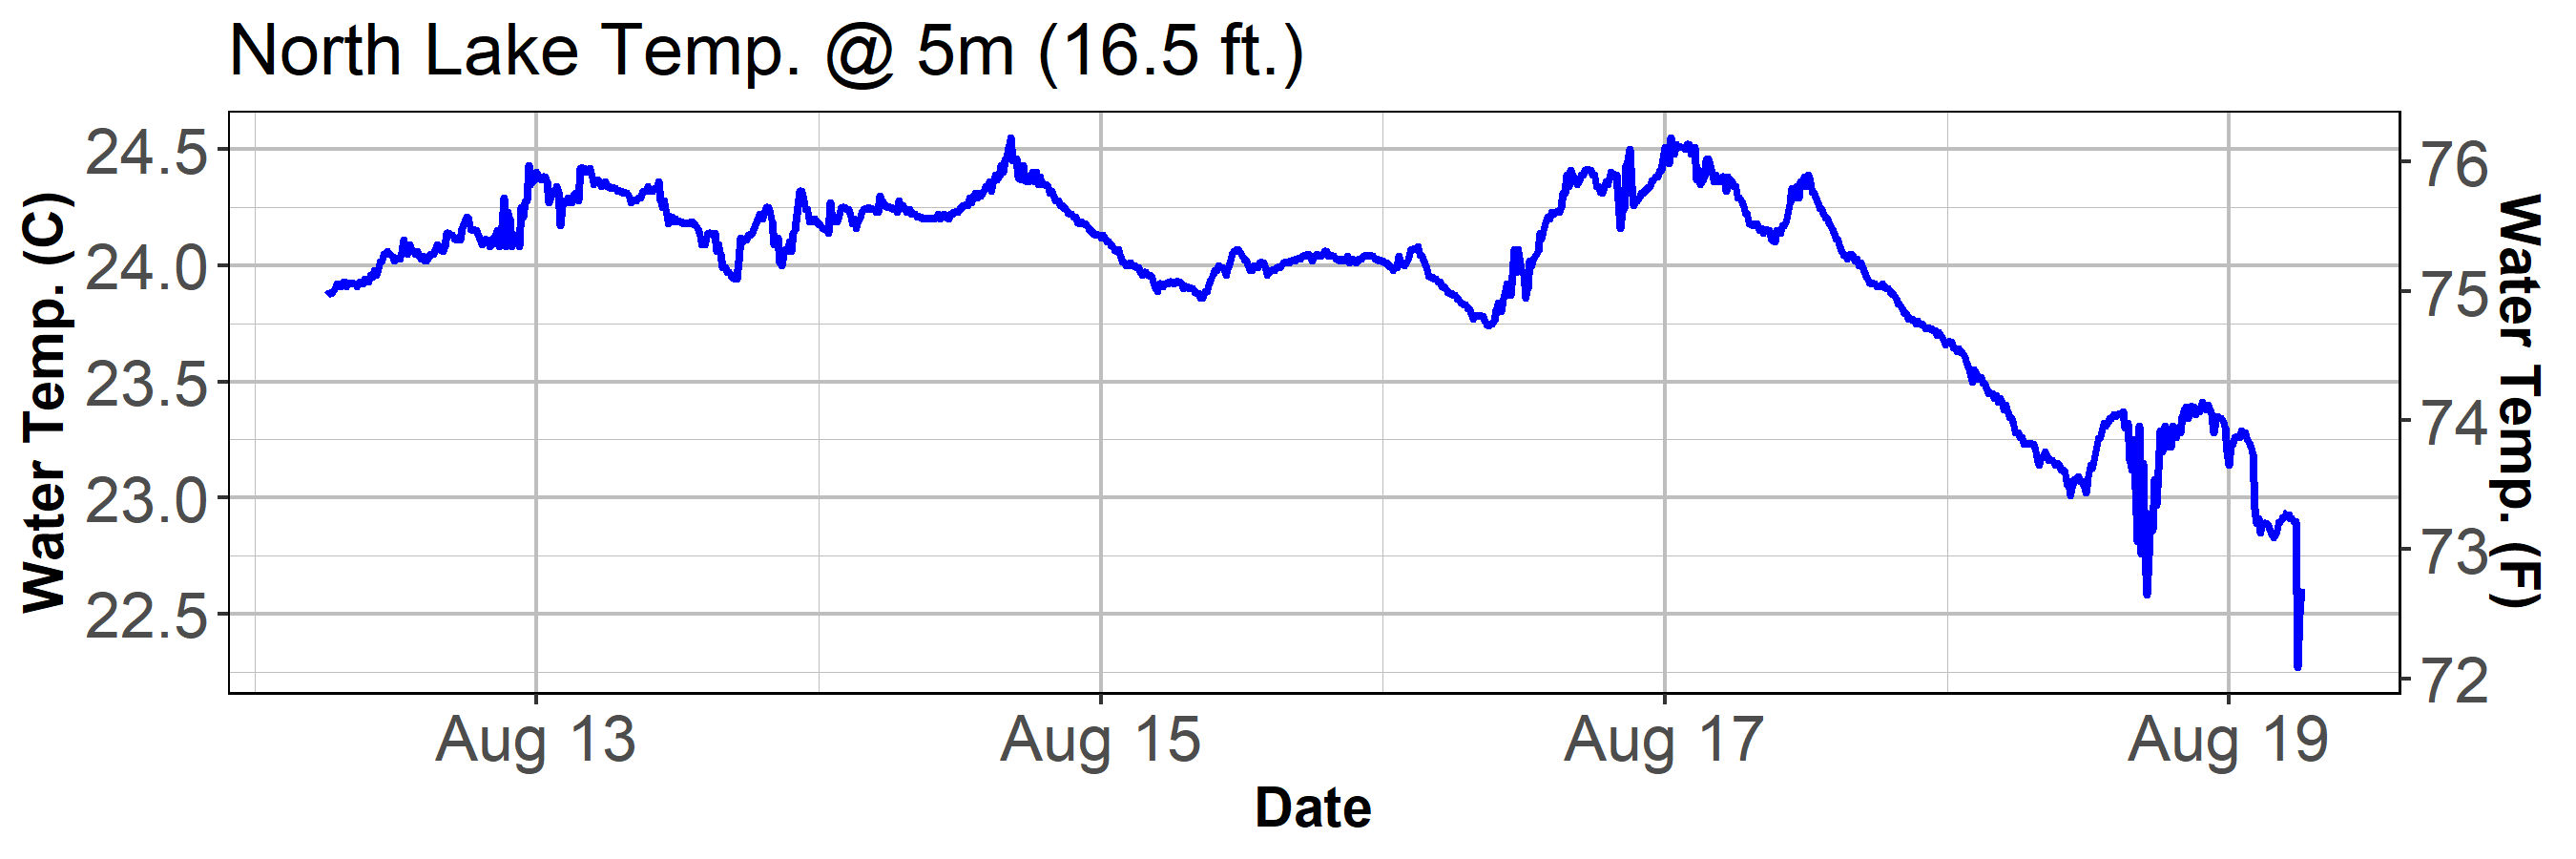 North Lake Temp. @ 5m (16.5 ft.)
Water Temp. (C)
24.5
24.0
23.5
23.0
22.5
76
75
74
73
72
Water Temp. (F)
Aug 13
Aug 15
Aug 17
Aug 19
Date